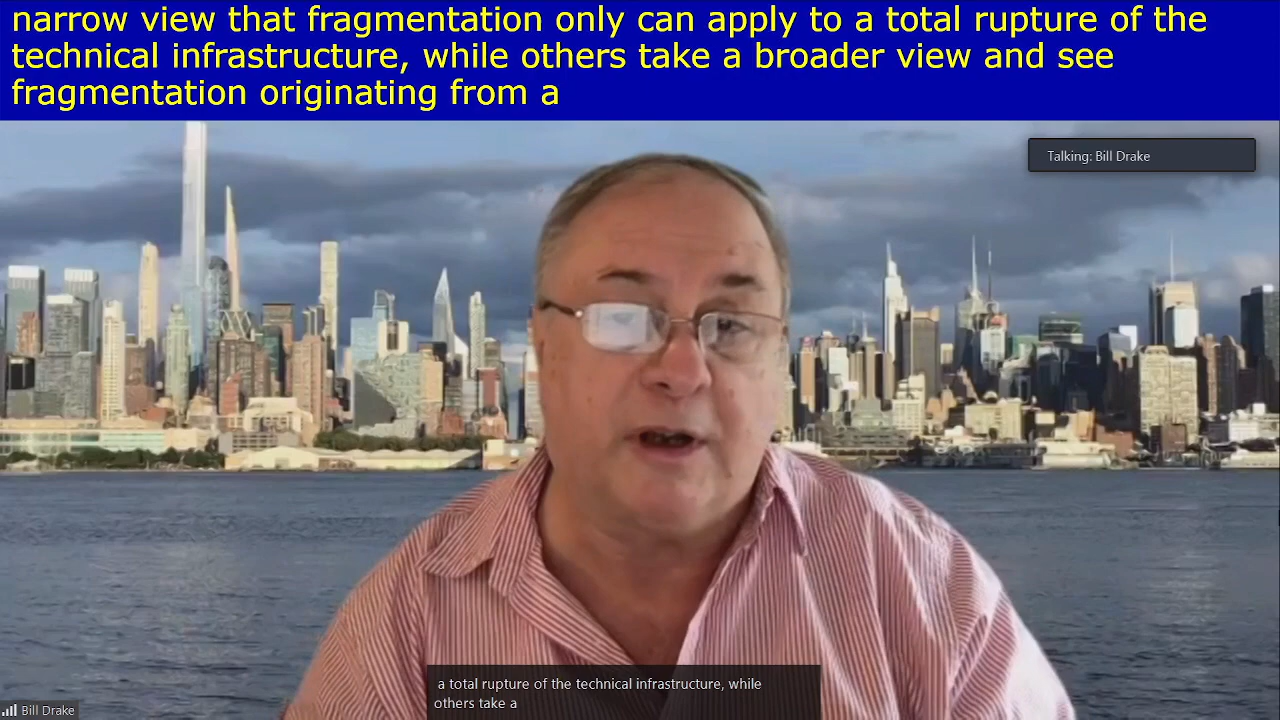 narrow view that fragmentation only can apply to a total rupture of the
technical infrastructure, while others take a broader view and see
fragmentation originating from a
Talking: Bill Drake
a total rupture of the technical infrastructure, while
others take a
Bill Drake